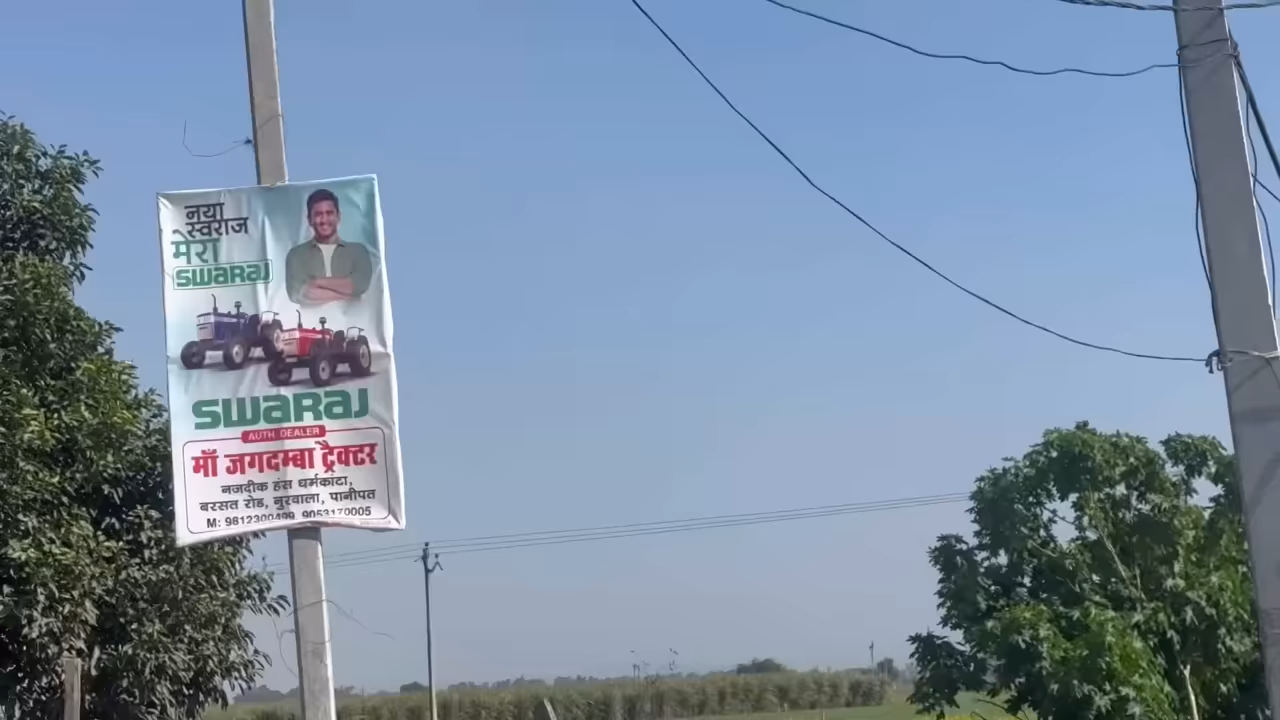 नया
स्वराज
मेरा
SWARAJ
SWARAJ
AUTH DEALER
माँ जगदम्बा ट्रैक्टर
नजदीक हंस धर्मकांटा,
बरसत रोड, नुरवाला, पानीपत
M: 9812300499, 9053170005